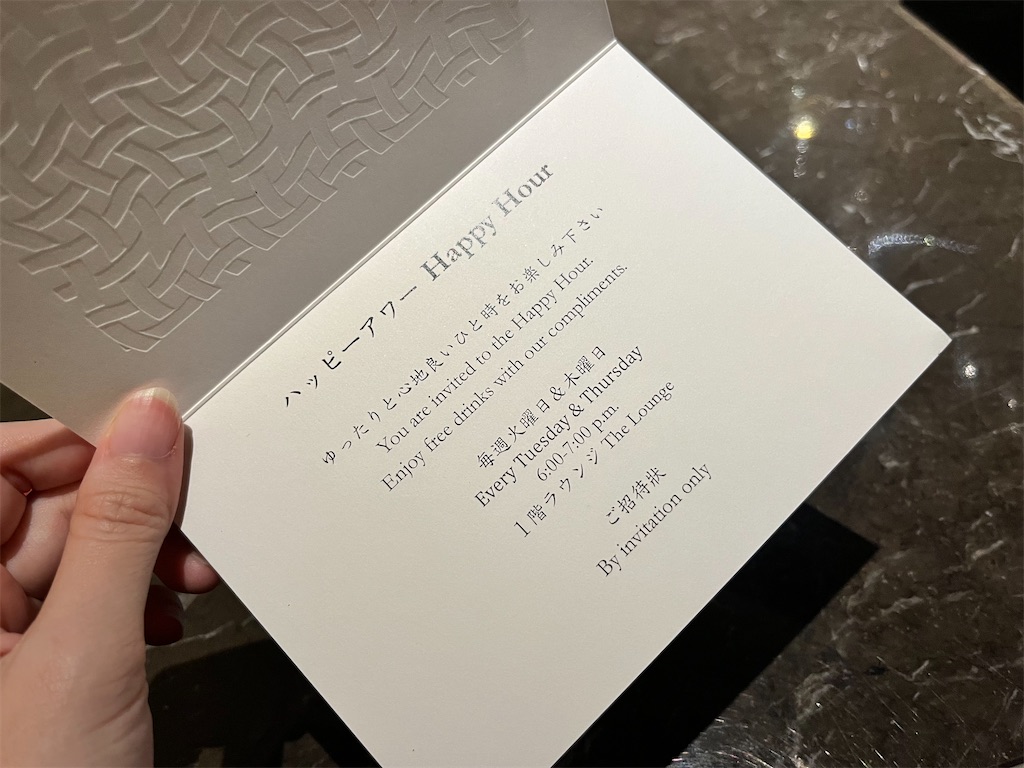 ハッピーアワー Happy Hour
ゆったりと心地良いひと時をお楽しみ下さい
You are invited to the Happy Hour.
Enjoy free drinks with our compliments.
毎週火曜日&木曜日
Every Tuesday & Thursday
6:00-7:00 p.m.
1階ラウンジ The Lounge
ご招待狀
By invitation only